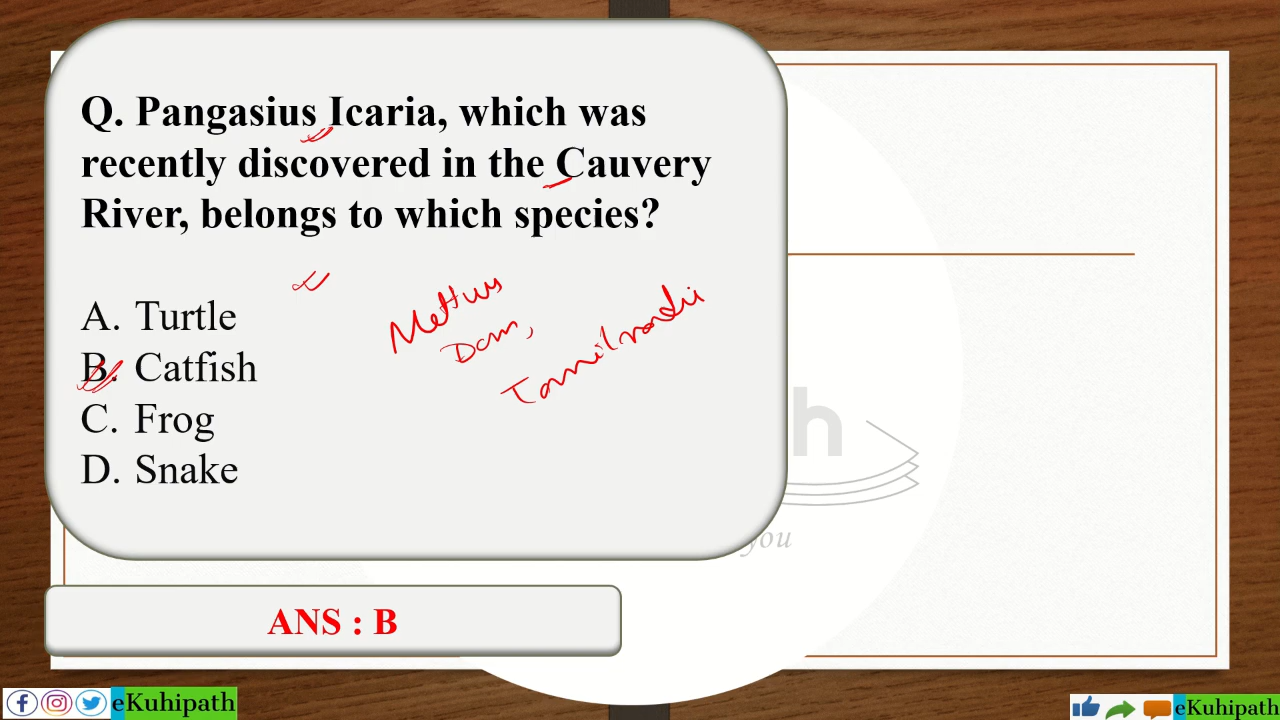 Q. Pangasius Icaria, which was
recently discovered in the Cauvery
River, belongs to which species?
A. Turtle
B. Catfish
C. Frog
D. Snake
Mettur
Dam,
Tamilnadu
h
you
ANS : B
eKuhipath
eKuhipath